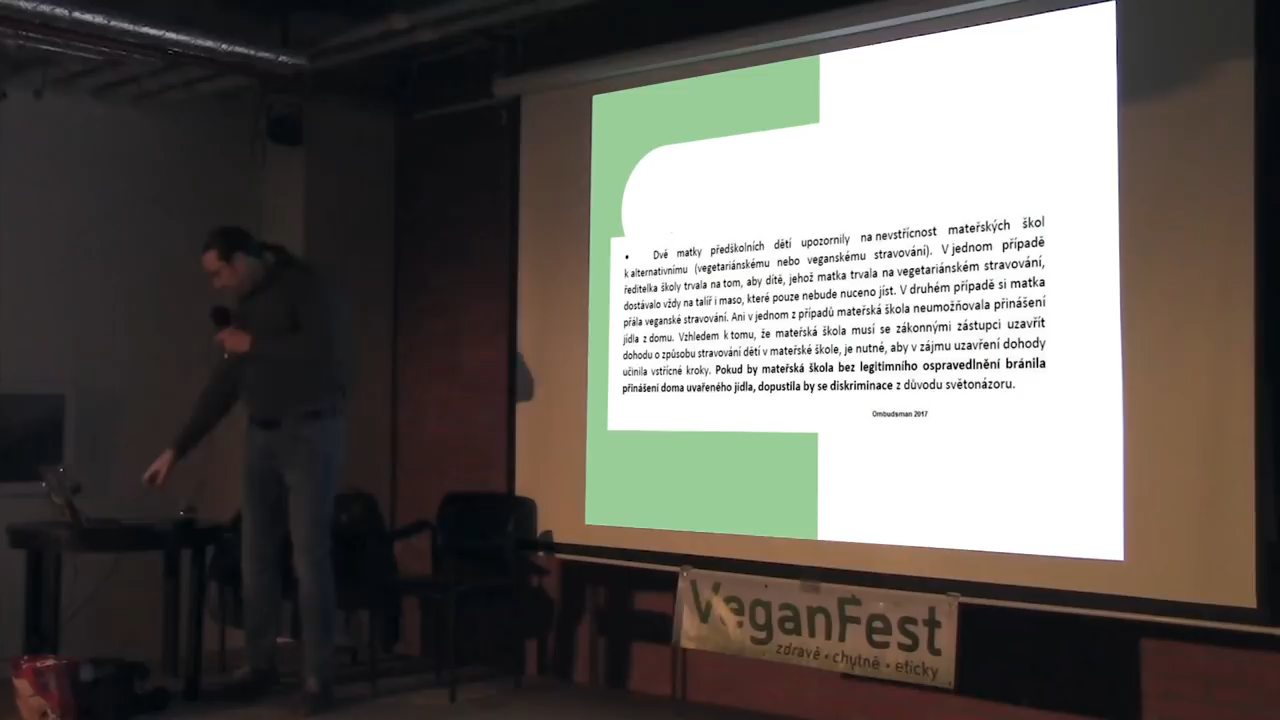 • Dvě matky předškolních dětí upozornily na nevstřícnost mateřských škol
k alternativnímu (vegetariánskému nebo veganskému stravování). V jednom případě
ředitelka školy trvala na tom, aby dítě, jehož matka trvala na vegetariánském stravování,
dostávalo vždy na talíř i maso, které pouze nebude nuceno jíst. V druhém případě si matka
přála veganské stravování. Ani v jednom z případů mateřská škola neumožňovala přinášení
jídla z domu. Vzhledem k tomu, že mateřská škola musí se zákonnými zástupci uzavřít
dohodu o způsobu stravování dětí v mateřské škole, je nutné, aby v zájmu uzavření dohody
učinila vstřícné kroky. Pokud by mateřská škola bez legitimního ospravedlnění bránila
přinášení doma uvařeného jídla, dopustila by se diskriminace z důvodu světonázoru.
Ombudsman 2017
VeganFest
zdravě • chutně • eticky